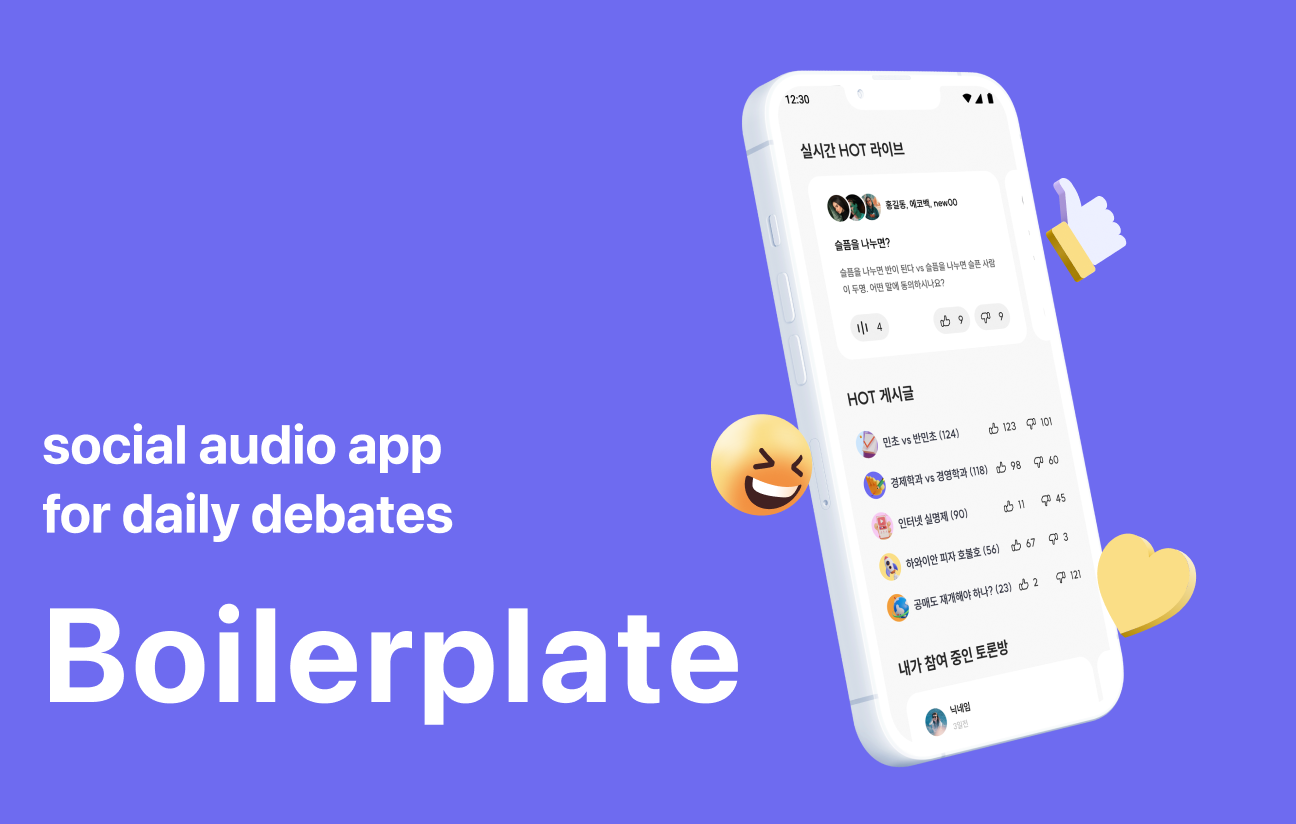 social audio app
for daily debates
Boilerplate
12:30
실시간 HOT 라이브
홍길동, 에코백, new00
슬픔을 나누면?
슬픔을 나누면 반이 된다 vs 슬픔을 나누면 슬픈 사람
이 두명. 어떤 말에 동의하시나요?
4 9 9
HOT 게시글
민초 vs 반민초 (124) 123 101
경제학과 vs 경영학과 (118) 98 60
인터넷 실명제 (90) 11 45
하와이안 피자 호불호 (56) 67 3
공매도 재개해야 하나? (23) 2 121
내가 참여 중인 토론방
닉네임
3일전